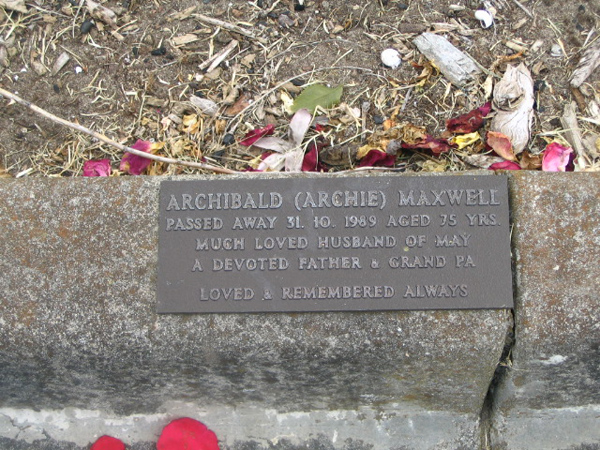 ARCHIBALD (ARCHIE) MAXWELL
PASSED AWAY 31. 10. 1989 AGED 75 YRS.
MUCH LOVED HUSBAND OF MAY
A DEVOTED FATHER & GRAND PA
LOVED & REMEMBERED ALWAYS